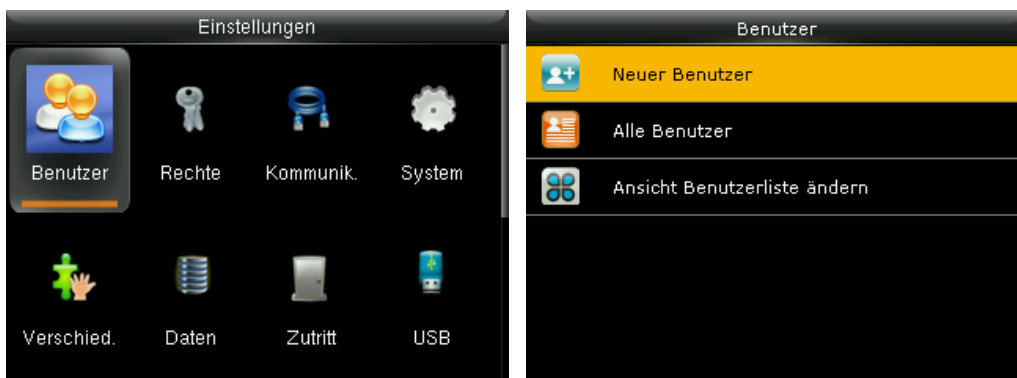 Einstellungen
Benutzer
Rechte
Kommunik.
System
Verschied.
Daten
Zutritt
USB
Benutzer
Neuer Benutzer
Alle Benutzer
Ansicht Benutzerliste ändern